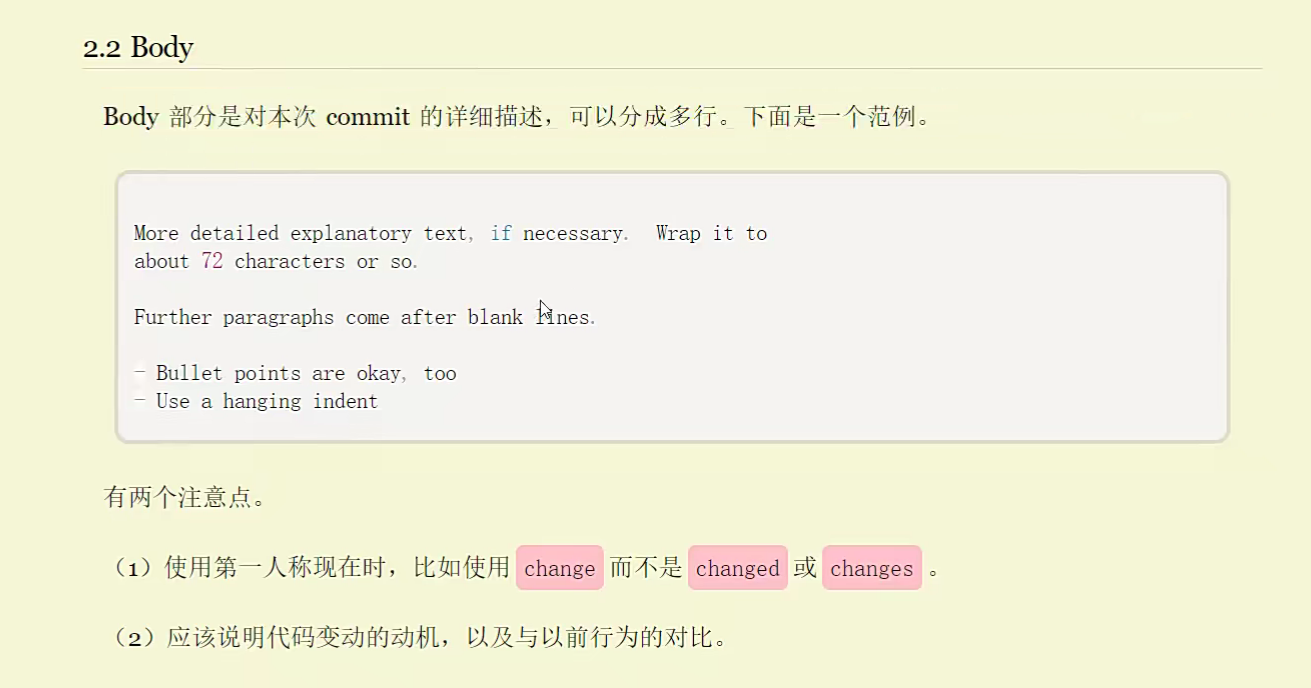 2.2 Body
Body 部分是对本次 commit 的详细描述，可以分成多行。下面是一个范例。
More detailed explanatory text, if necessary.  Wrap it to
about 72 characters or so.
Further paragraphs come after blank lines.
- Bullet points are okay, too
- Use a hanging indent
有两个注意点。
（1）使用第一人称现在时，比如使用 change 而不是 changed 或 changes 。
（2）应该说明代码变动的动机，以及与以前行为的对比。